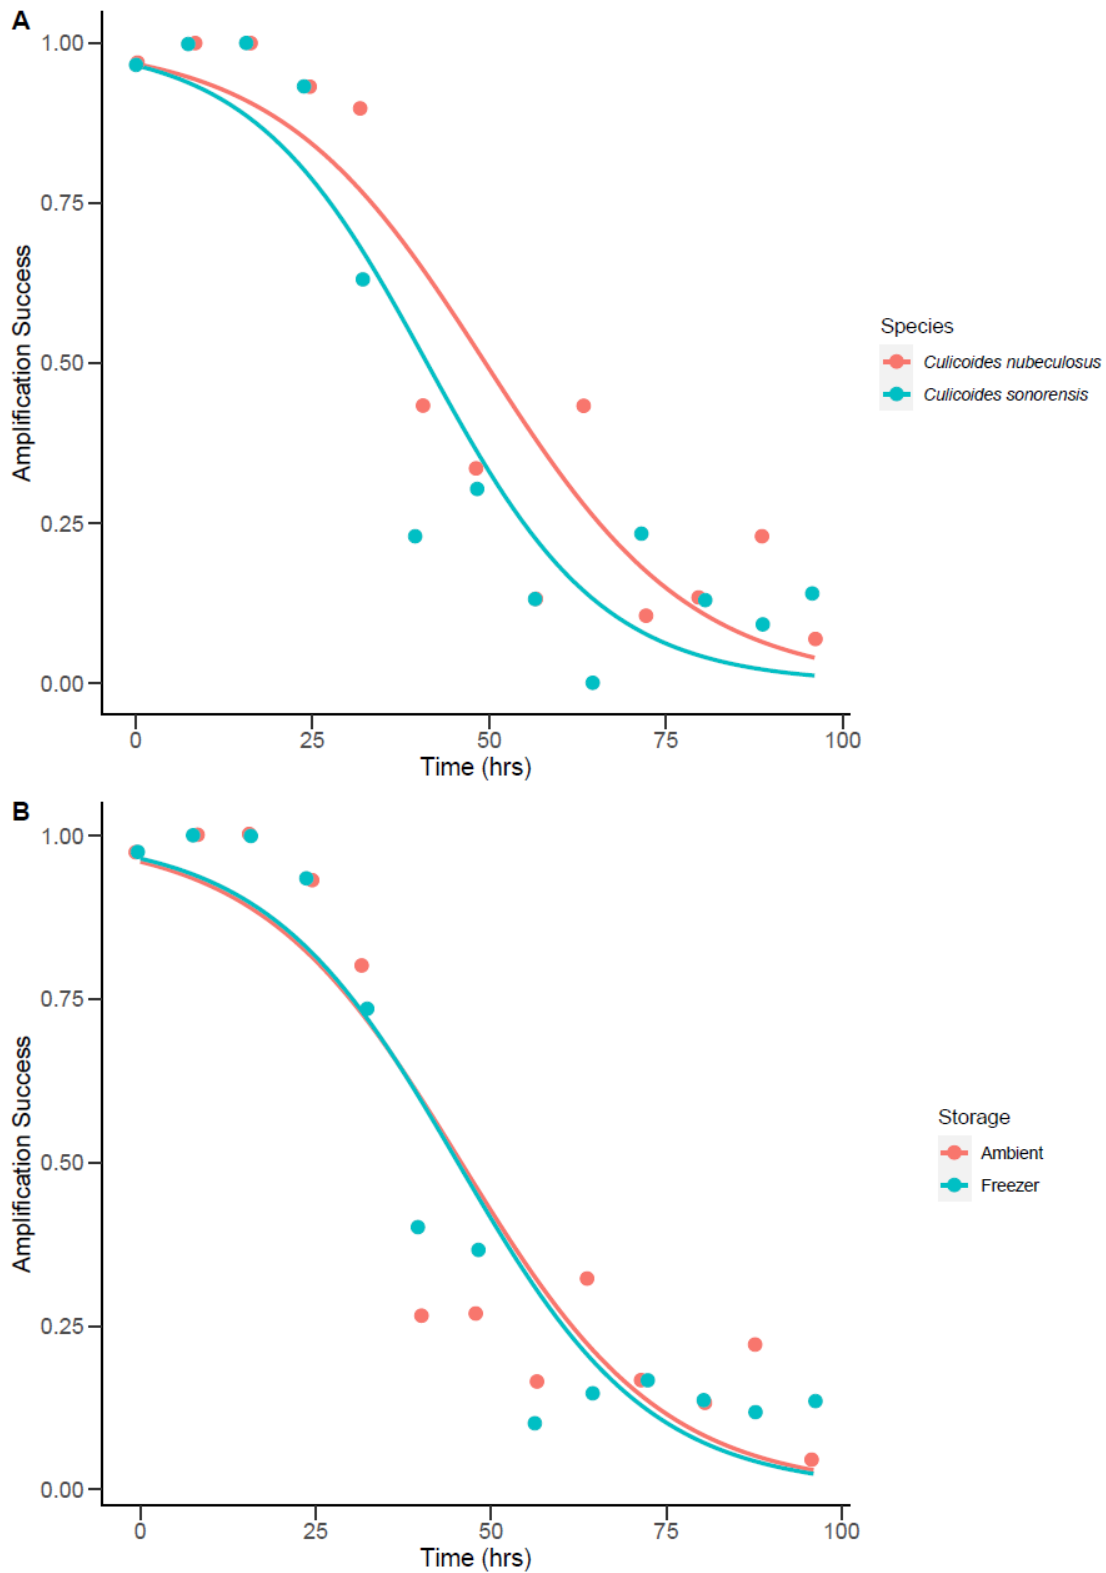 A
1.00
0.75
0.50
0.25
0.00
Amplification Success
0
25
50
75
100
Time (hrs)
Species
Culicoides nubeculosus
Culicoides sonorensis
B
1.00
0.75
0.50
0.25
0.00
Amplification Success
0
25
50
75
100
Time (hrs)
Storage
Ambient
Freezer